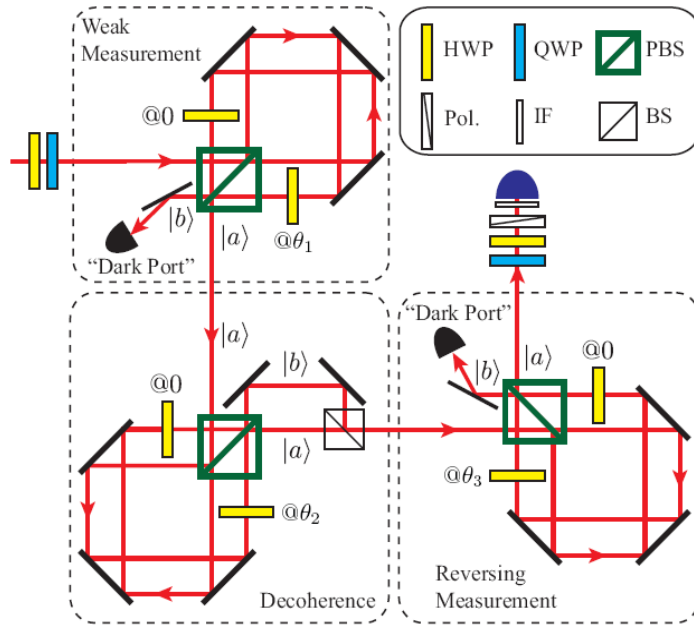 Weak
Measurement
HWP
QWP
PBS
Pol.
IF
BS
@0
|b⟩
|a⟩
@θ₁
"Dark Port"
|a⟩
|b⟩
@0
|a⟩
@θ₂
Decoherence
"Dark Port"
|a⟩
|b⟩
@0
@θ₃
Reversing
Measurement